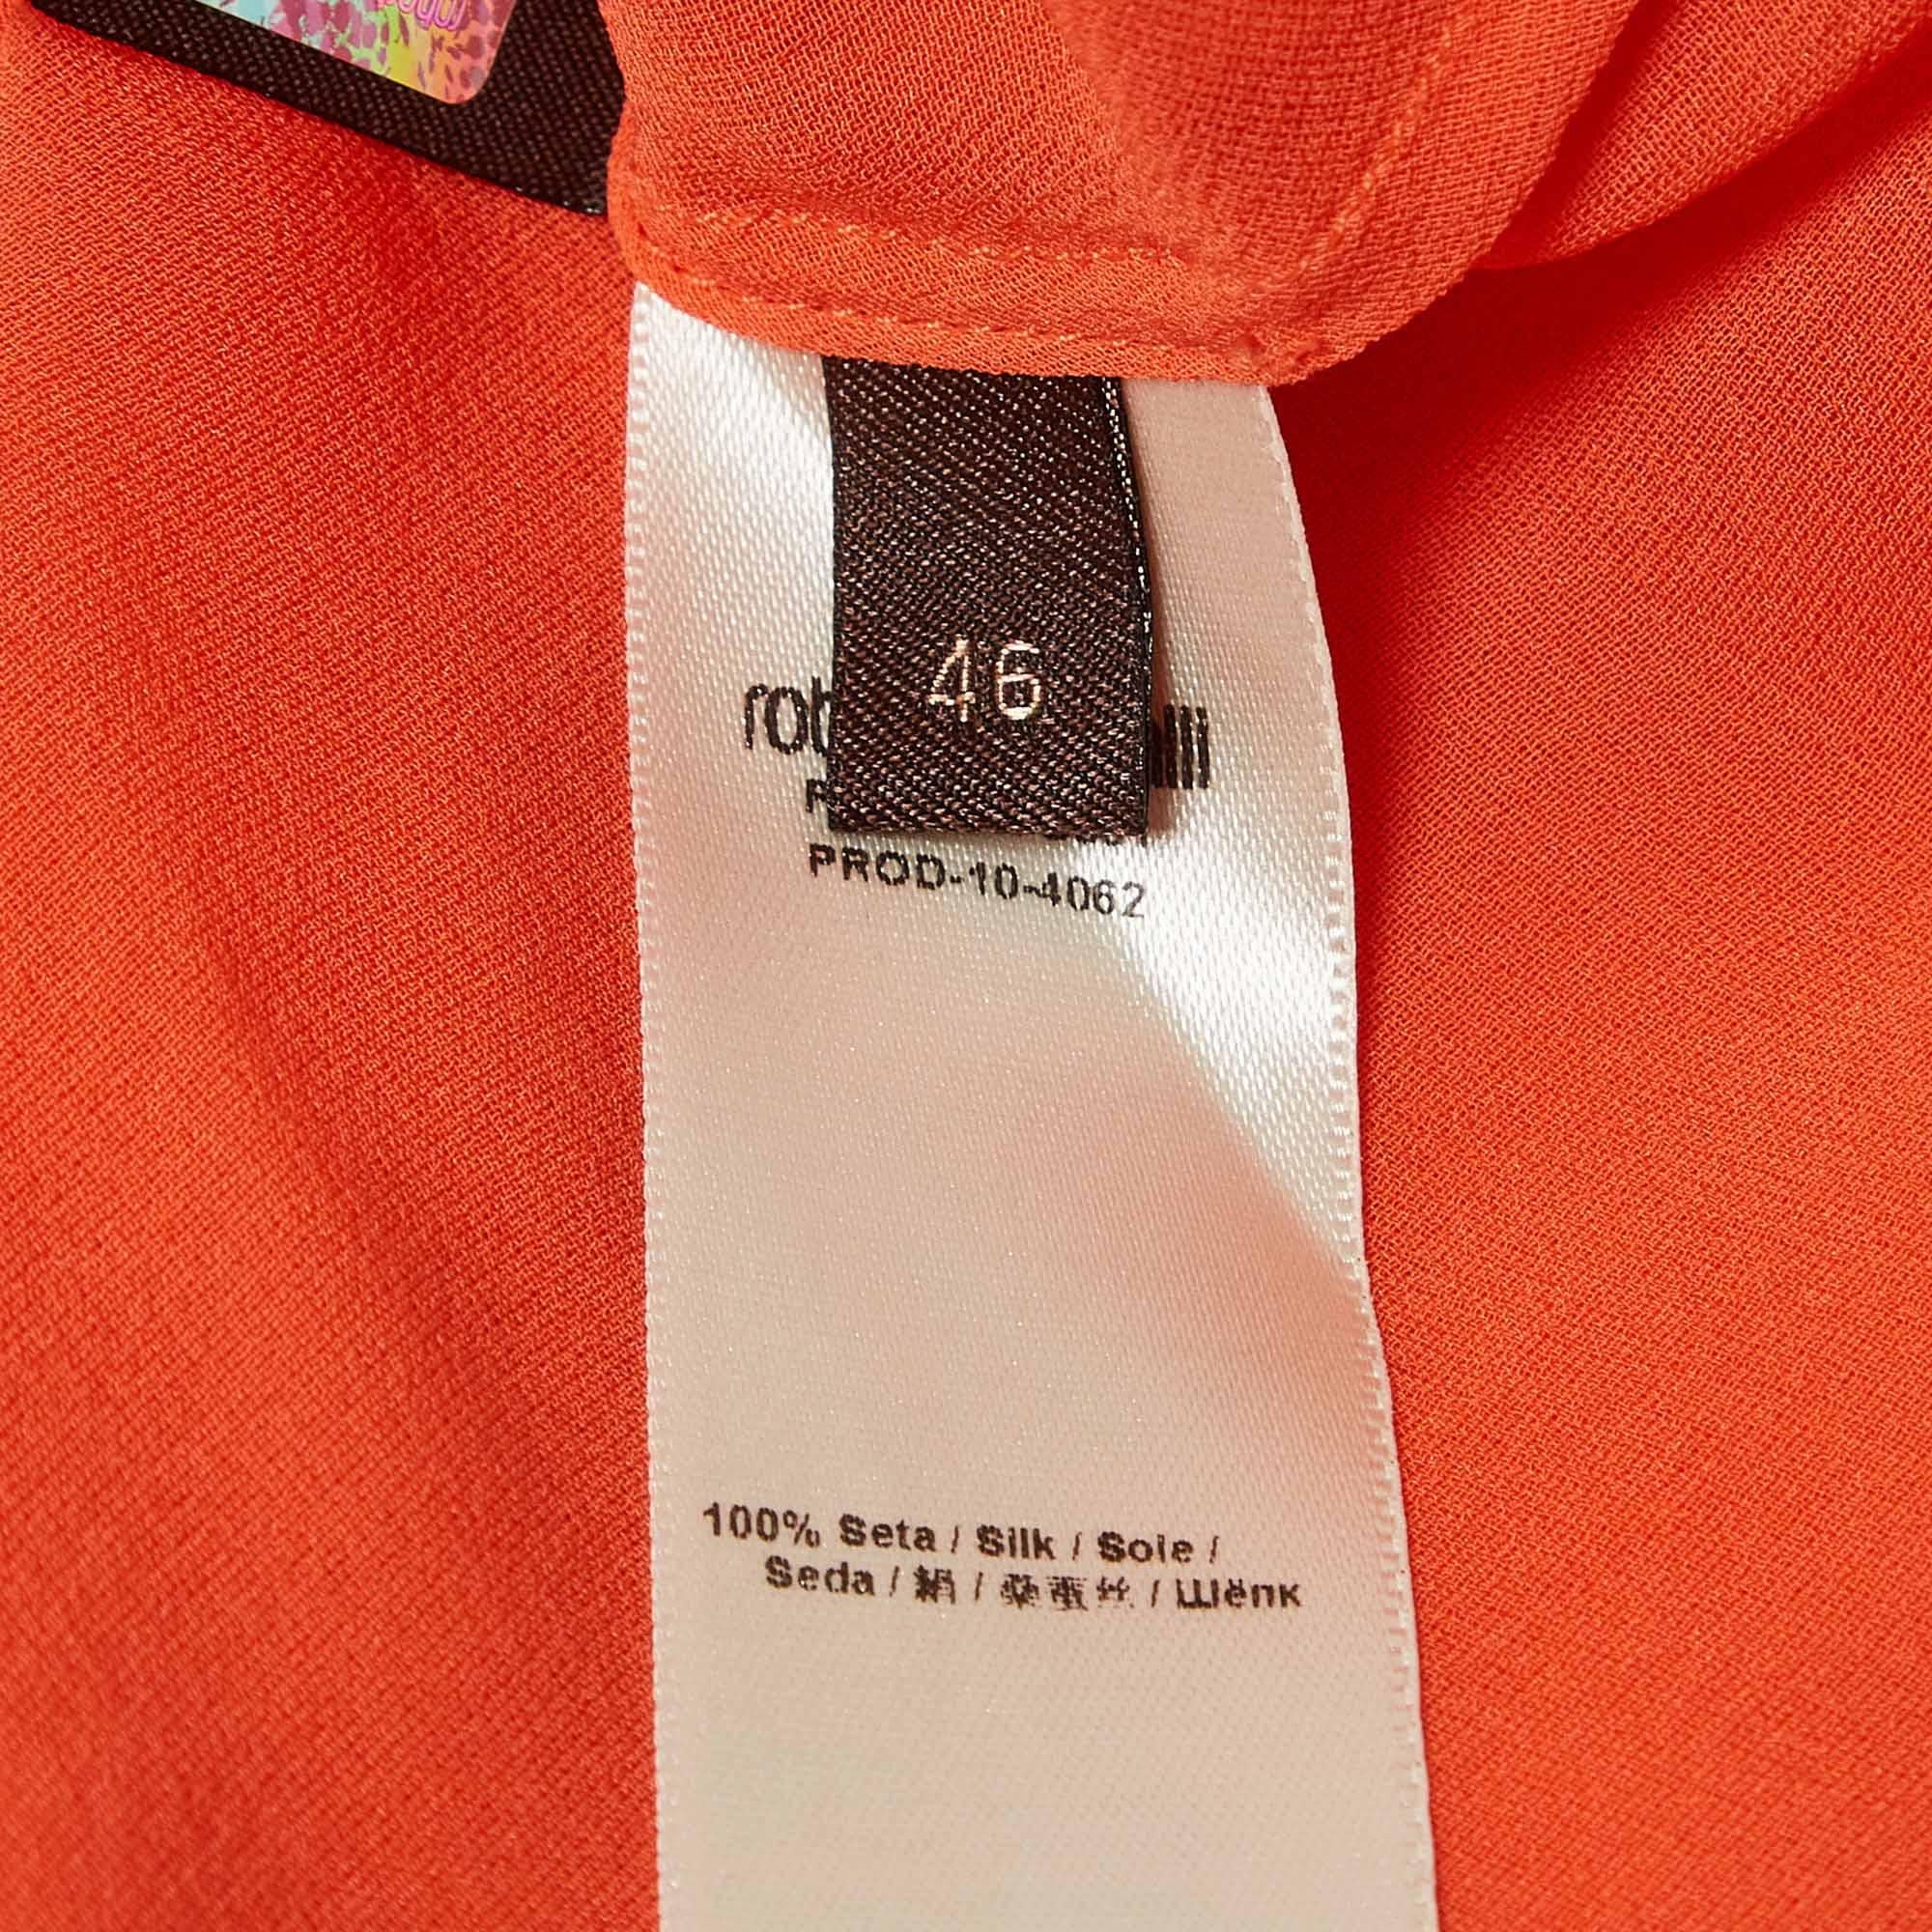 46
PROD-10-4062
100% Seta / Silk / Soie /
Seda / 絹 / 桑蚕丝 / Шёлк